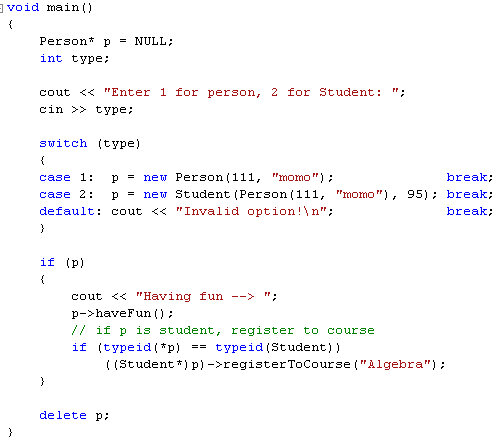 void main()
{
    Person* p = NULL;
    int type;

    cout << "Enter 1 for person, 2 for Student: ";
    cin >> type;

    switch (type)
    {
    case 1:  p = new Person(111, "momo");              break;
    case 2:  p = new Student(Person(111, "momo"), 95); break;
    default: cout << "Invalid option!\n";              break;
    }

    if (p)
    {
        cout << "Having fun --> ";
        p->haveFun();
        // if p is student, register to course
        if (typeid(*p) == typeid(Student))
            ((Student*)p)->registerToCourse("Algebra");
    }

    delete p;
}